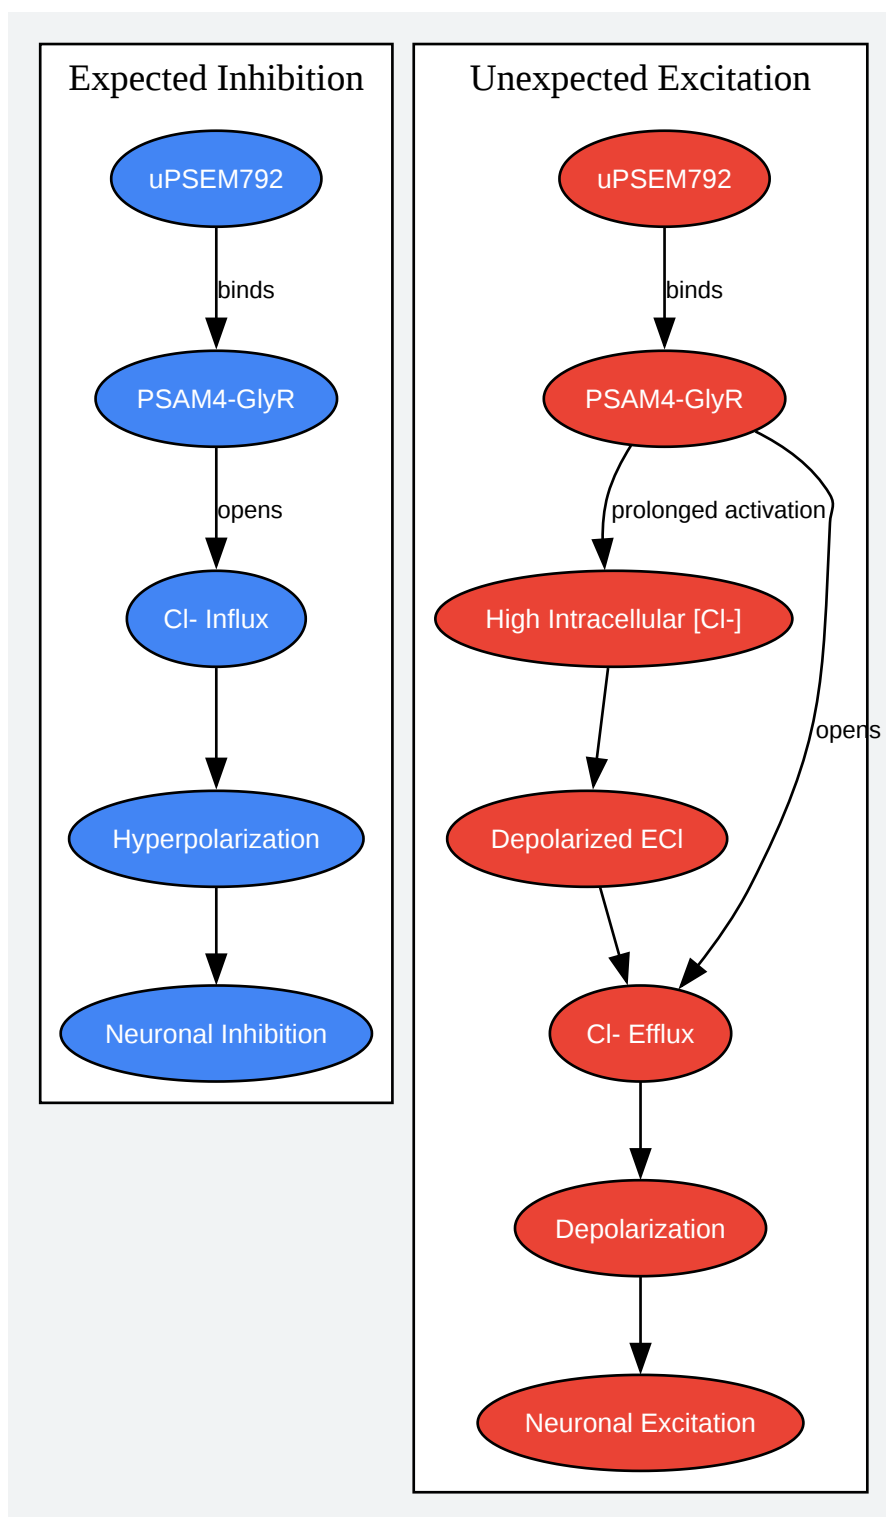 Expected Inhibition
uPSEM792
binds
PSAM4-GlyR
opens
Cl- Influx
Hyperpolarization
Neuronal Inhibition
Unexpected Excitation
uPSEM792
binds
PSAM4-GlyR
prolonged activation
High Intracellular [Cl-]
opens
Depolarized ECl
Cl- Efflux
Depolarization
Neuronal Excitation